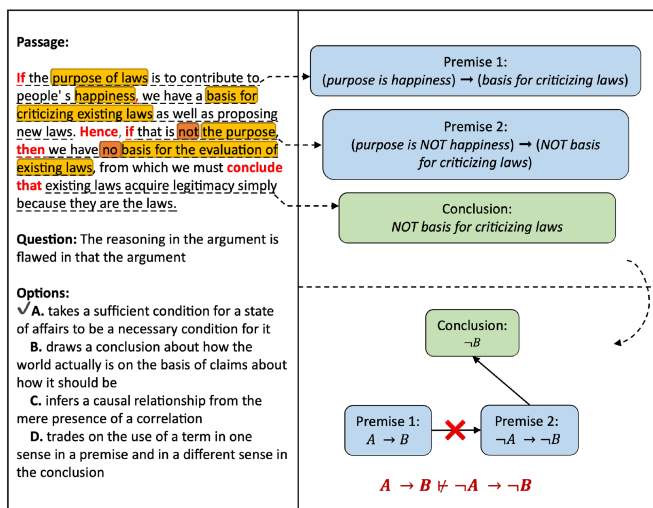 Passage:
If the purpose of laws is to contribute to
people' s happiness, we have a basis for
criticizing existing laws as well as proposing
new laws. Hence, if that is not the purpose,
then we have no basis for the evaluation of
existing laws, from which we must conclude
that existing laws acquire legitimacy simply
because they are the laws.
Question: The reasoning in the argument is
flawed in that the argument
Options:
✓A. takes a sufficient condition for a state
of affairs to be a necessary condition for it
B. draws a conclusion about how the
world actually is on the basis of claims about
how it should be
C. infers a causal relationship from the
mere presence of a correlation
D. trades on the use of a term in one
sense in a premise and in a different sense in
the conclusion
Premise 1:
(purpose is happiness) → (basis for criticizing laws)
Premise 2:
(purpose is NOT happiness) → (NOT basis
for criticizing laws)
Conclusion:
NOT basis for criticizing laws
Conclusion:
¬B
Premise 1:
A → B
Premise 2:
¬A → ¬B
A → B ⊬ ¬A → ¬B